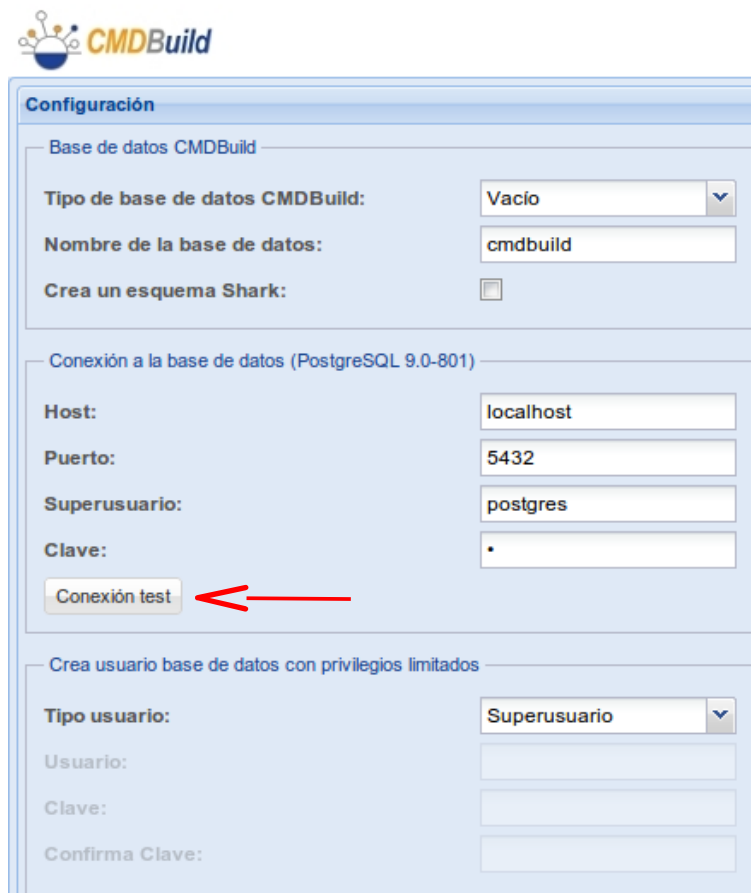 CMDBuild
Configuración
Base de datos CMDBuild
Tipo de base de datos CMDBuild: Vacío
Nombre de la base de datos: cmdbuild
Crea un esquema Shark:
Conexión a la base de datos (PostgreSQL 9.0-801)
Host: localhost
Puerto: 5432
Superusuario: postgres
Clave: •
Conexión test
Crea usuario base de datos con privilegios limitados
Tipo usuario: Superusuario
Usuario:
Clave:
Confirma Clave: